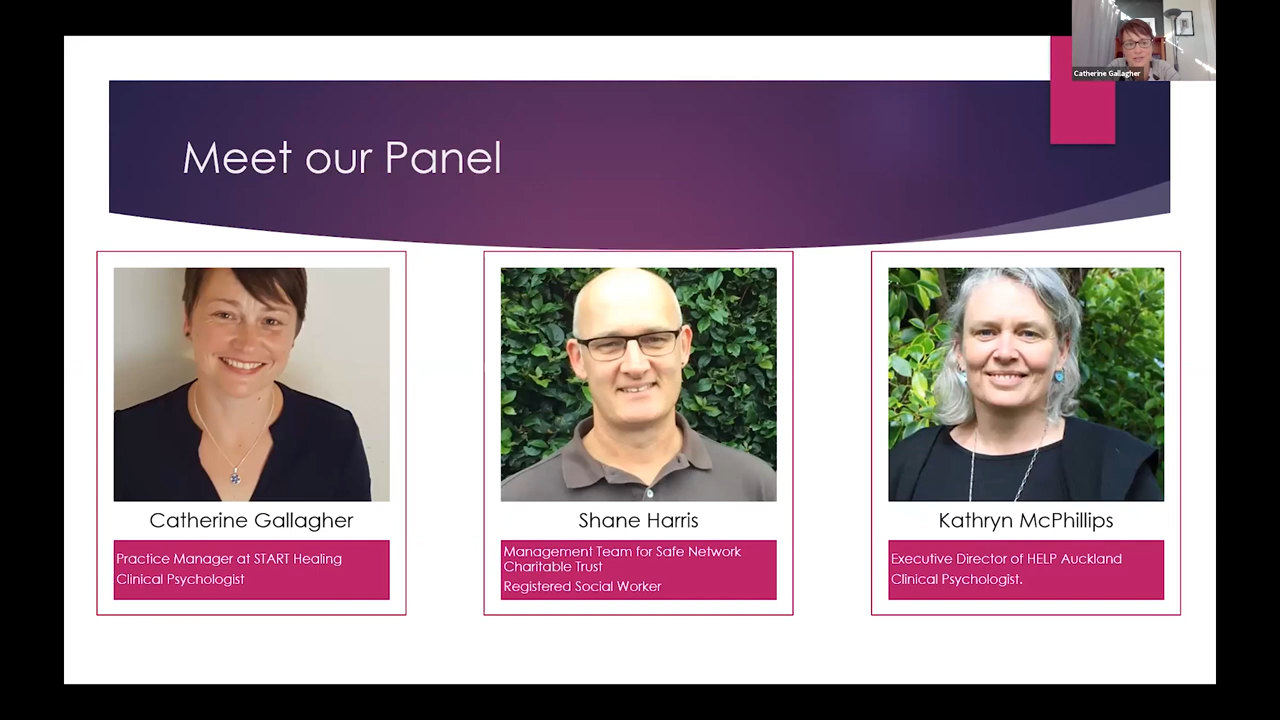 Catherine Gallagher
Meet our Panel
Catherine Gallagher
Practice Manager at START Healing
Clinical Psychologist
Shane Harris
Management Team for Safe Network
Charitable Trust
Registered Social Worker
Kathryn McPhillips
Executive Director of HELP Auckland
Clinical Psychologist.